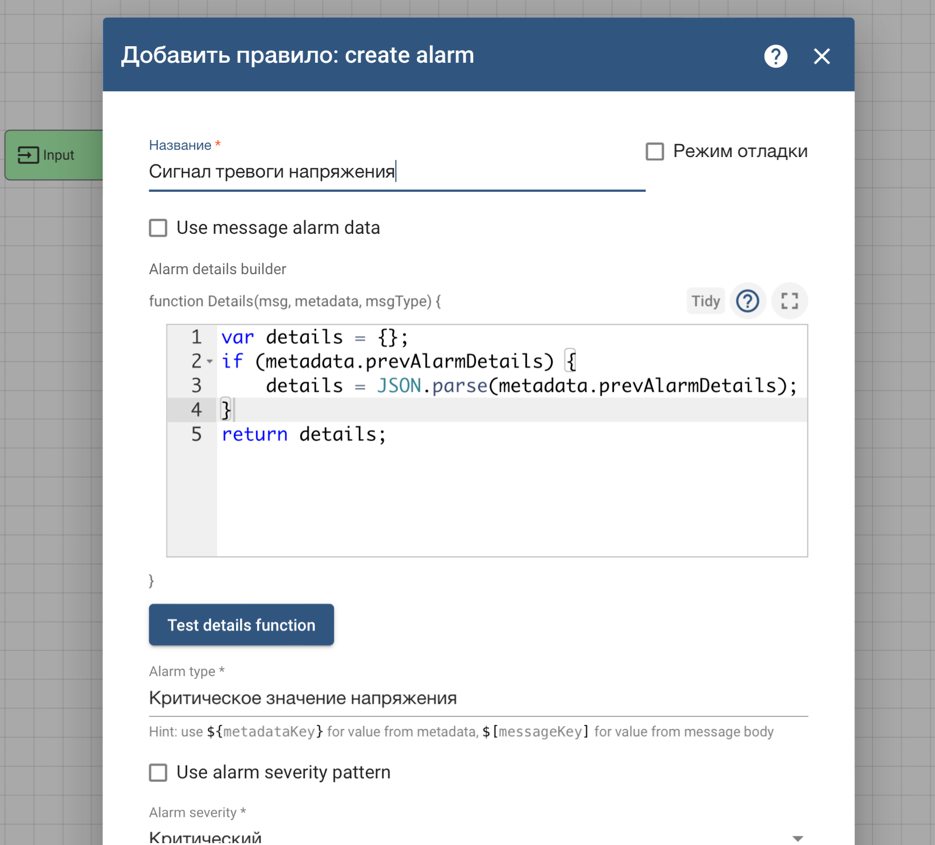 Добавить правило: create alarm
Input
Название *
Сигнал тревоги напряжения
Режим отладки
Use message alarm data
Alarm details builder
function Details(msg, metadata, msgType) {
Tidy
1 var details = {};
2 if (metadata.prevAlarmDetails) {
3 details = JSON.parse(metadata.prevAlarmDetails);
4 }
5 return details;
}
Test details function
Alarm type *
Критическое значение напряжения
Hint: use ${metadataKey} for value from metadata, $[messageKey] for value from message body
Use alarm severity pattern
Alarm severity *
Критический